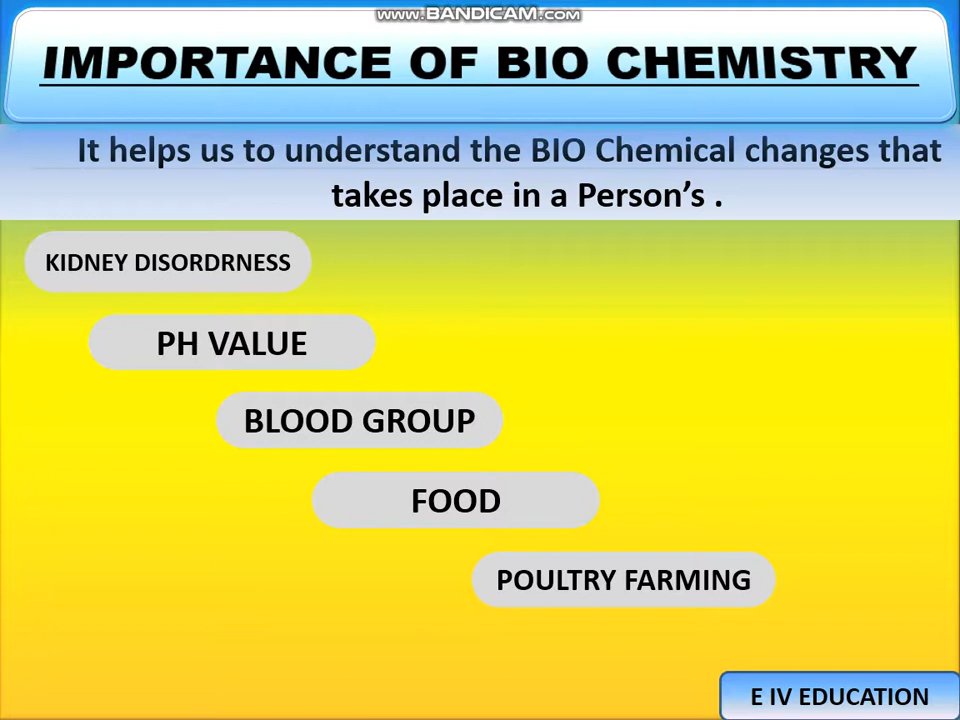 www.BANDICAM.com
IMPORTANCE OF BIO CHEMISTRY
It helps us to understand the BIO Chemical changes that
takes place in a Person's .
KIDNEY DISORDRNESS
PH VALUE
BLOOD GROUP
FOOD
POULTRY FARMING
E IV EDUCATION